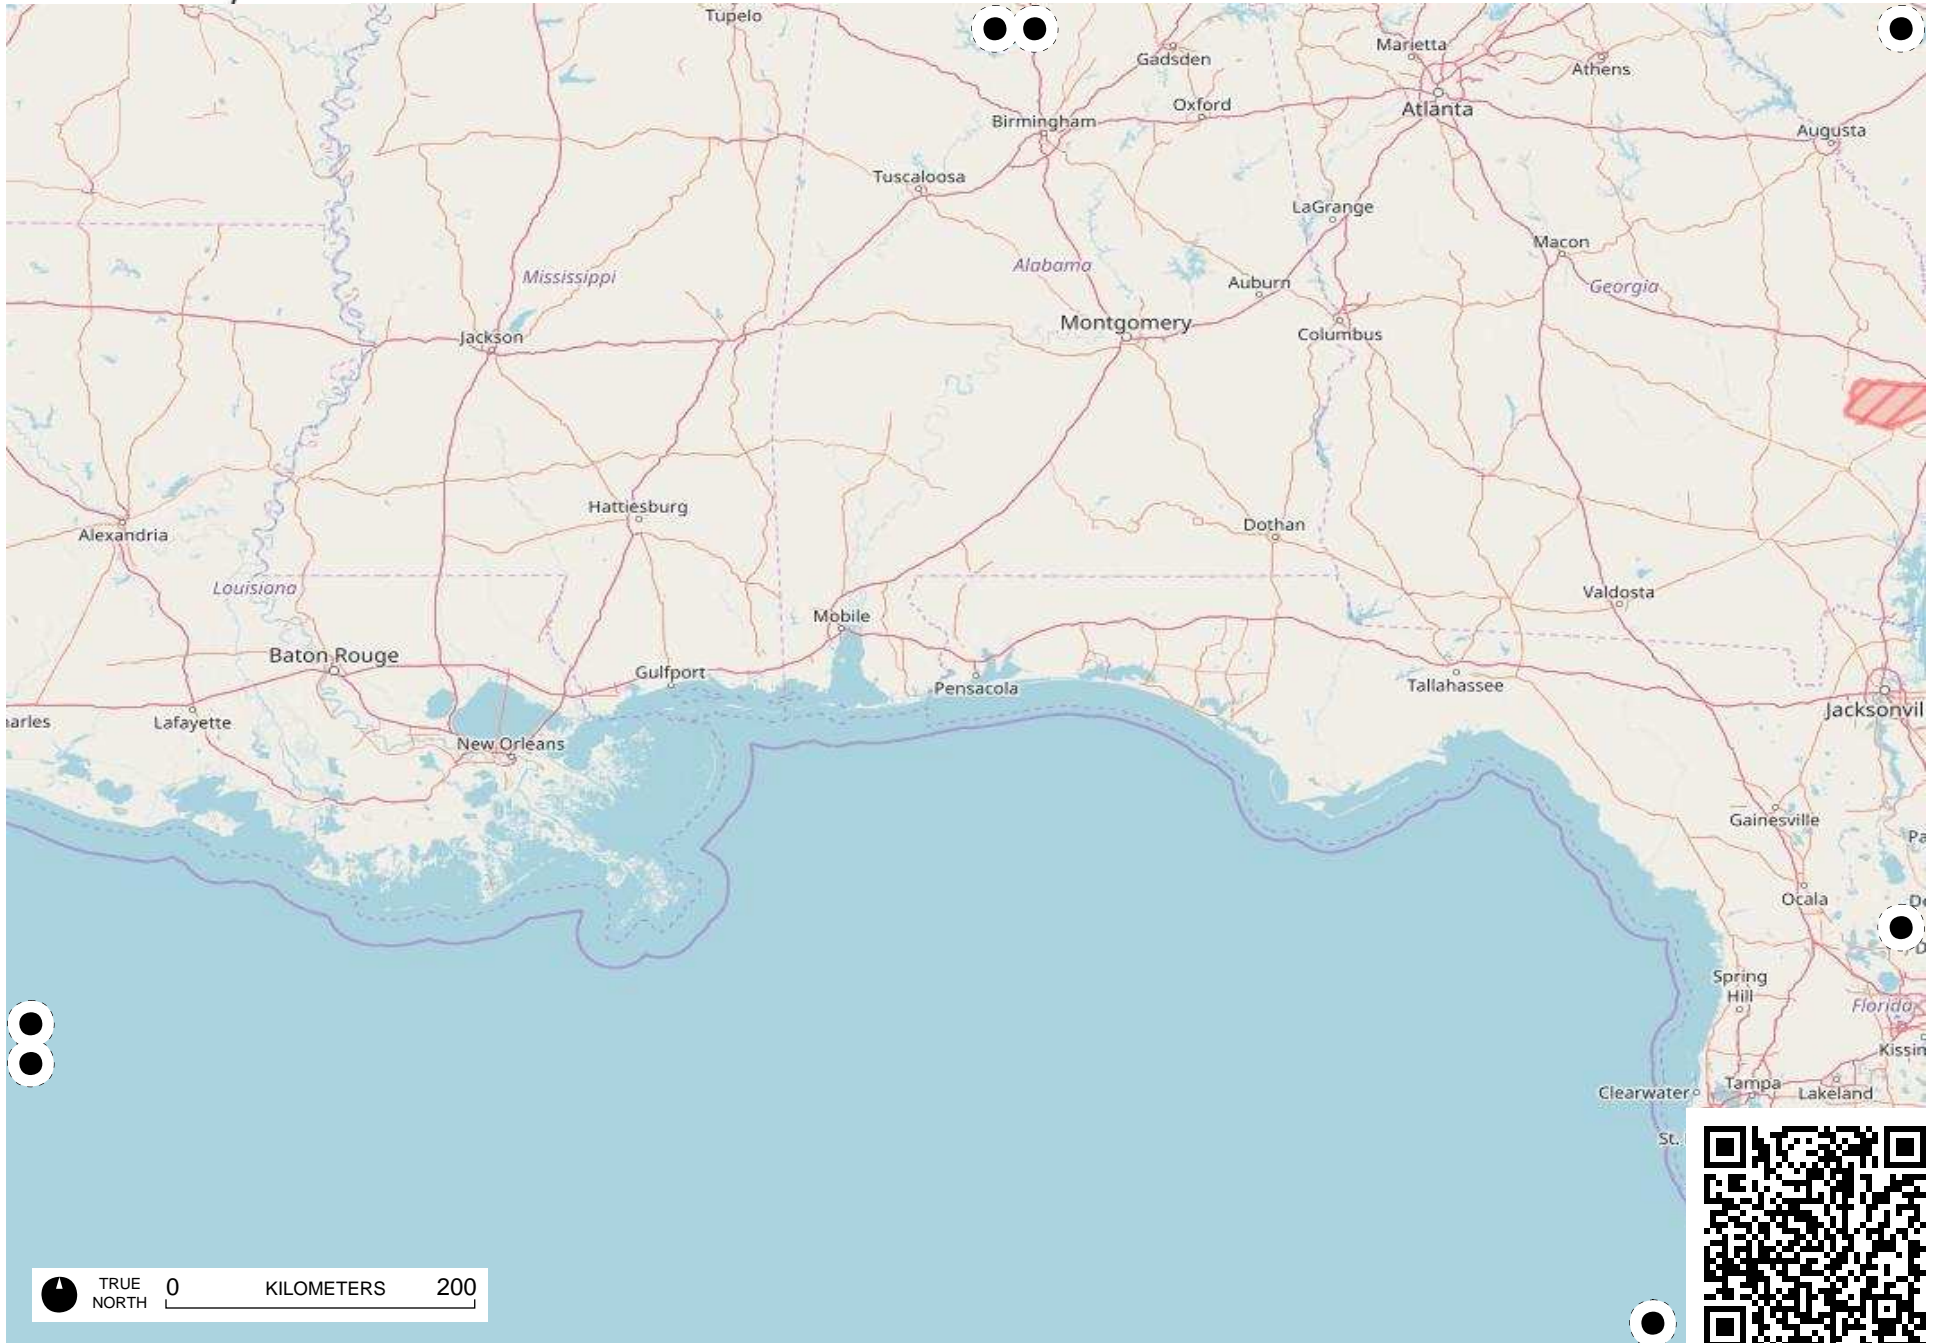 Tupelo
Marietta
Gadsden
Athens
Oxford
Atlanta
Birmingham
Augusta
Tuscaloosa
LaGrange
Macon
Mississippi
Alabama
Auburn
Georgia
Montgomery
Jackson
Columbus
Hattiesburg
Dothan
Alexandria
Louisiana
Valdosta
Mobile
Baton Rouge
Gulfport
Pensacola
Tallahassee
harles
Lafayette
Jacksonvil
New Orleans
Gainesville
Pa
Ocala
De
Spring
Hill
Florida
Kissin
Clearwater
Tampa
Lakeland
St.
TRUE
NORTH
0 KILOMETERS 200